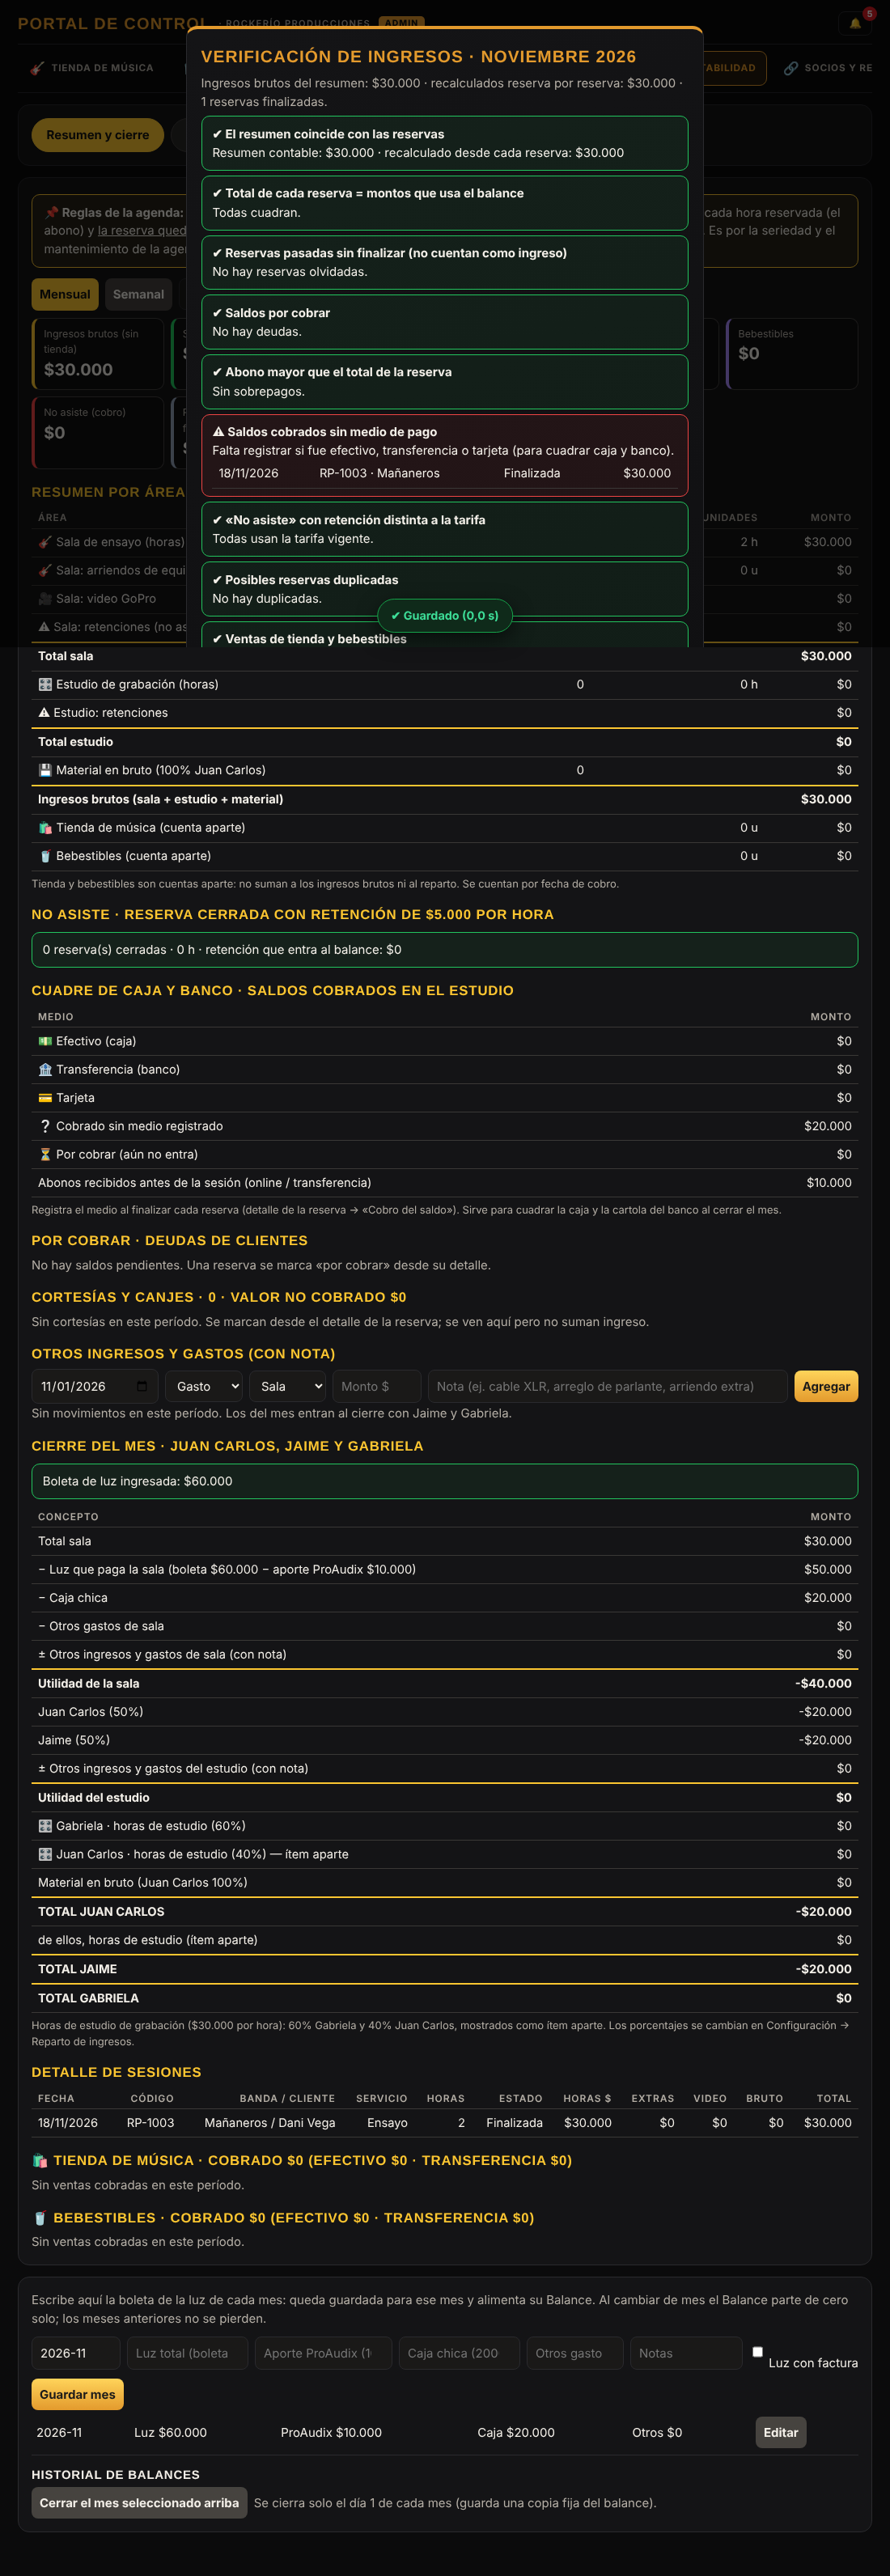 PORTAL DE CONTROL · ROCKERÍO PRODUCCIONES ADMIN
5
TIENDA DE MÚSICA
TABILIDAD
SOCIOS Y RE
VERIFICACIÓN DE INGRESOS · NOVIEMBRE 2026
Ingresos brutos del resumen: $30.000 · recalculados reserva por reserva: $30.000 ·
1 reservas finalizadas.
✔ El resumen coincide con las reservas
Resumen contable: $30.000 · recalculado desde cada reserva: $30.000
✔ Total de cada reserva = montos que usa el balance
Todas cuadran.
✔ Reservas pasadas sin finalizar (no cuentan como ingreso)
No hay reservas olvidadas.
✔ Saldos por cobrar
No hay deudas.
✔ Abono mayor que el total de la reserva
Sin sobrepagos.
⚠ Saldos cobrados sin medio de pago
Falta registrar si fue efectivo, transferencia o tarjeta (para cuadrar caja y banco).
18/11/2026 RP-1003 · Mañaneros Finalizada $30.000
✔ «No asiste» con retención distinta a la tarifa
Todas usan la tarifa vigente.
✔ Posibles reservas duplicadas
No hay duplicadas.
✔ Guardado (0,0 s)
✔ Ventas de tienda y bebestibles
Resumen y cierre
Reglas de la agenda: cada hora reservada (el
abono) y la reserva qued . Es por la seriedad y el
mantenimiento de la age
Mensual Semanal
Ingresos brutos (sin
tienda)
$30.000
Bebestibles
$0
No asiste (cobro)
$0
RESUMEN POR ÁREA
ÁREA UNIDADES MONTO
Sala de ensayo (horas) 2 h $30.000
Sala: arriendos de equi 0 u $0
Sala: video GoPro $0
⚠ Sala: retenciones (no as $0
Total sala $30.000
Estudio de grabación (horas) 0 0 h $0
⚠ Estudio: retenciones $0
Total estudio $0
Material en bruto (100% Juan Carlos) 0 $0
Ingresos brutos (sala + estudio + material) $30.000
Tienda de música (cuenta aparte) 0 u $0
Bebestibles (cuenta aparte) 0 u $0
Tienda y bebestibles son cuentas aparte: no suman a los ingresos brutos ni al reparto. Se cuentan por fecha de cobro.
NO ASISTE · RESERVA CERRADA CON RETENCIÓN DE $5.000 POR HORA
0 reserva(s) cerradas · 0 h · retención que entra al balance: $0
CUADRE DE CAJA Y BANCO · SALDOS COBRADOS EN EL ESTUDIO
MEDIO MONTO
Efectivo (caja) $0
Transferencia (banco) $0
Tarjeta $0
❔ Cobrado sin medio registrado $20.000
⏳ Por cobrar (aún no entra) $0
Abonos recibidos antes de la sesión (online / transferencia) $10.000
Registra el medio al finalizar cada reserva (detalle de la reserva → «Cobro del saldo»). Sirve para cuadrar la caja y la cartola del banco al cerrar el mes.
POR COBRAR · DEUDAS DE CLIENTES
No hay saldos pendientes. Una reserva se marca «por cobrar» desde su detalle.
CORTESÍAS Y CANJES · 0 · VALOR NO COBRADO $0
Sin cortesías en este período. Se marcan desde el detalle de la reserva; se ven aquí pero no suman ingreso.
OTROS INGRESOS Y GASTOS (CON NOTA)
11/01/2026 Gasto Sala Monto $ Nota (ej. cable XLR, arreglo de parlante, arriendo extra) Agregar
Sin movimientos en este período. Los del mes entran al cierre con Jaime y Gabriela.
CIERRE DEL MES · JUAN CARLOS, JAIME Y GABRIELA
Boleta de luz ingresada: $60.000
CONCEPTO MONTO
Total sala $30.000
− Luz que paga la sala (boleta $60.000 − aporte ProAudix $10.000) $50.000
− Caja chica $20.000
− Otros gastos de sala $0
± Otros ingresos y gastos de sala (con nota) $0
Utilidad de la sala -$40.000
Juan Carlos (50%) -$20.000
Jaime (50%) -$20.000
± Otros ingresos y gastos del estudio (con nota) $0
Utilidad del estudio $0
Gabriela · horas de estudio (60%) $0
Juan Carlos · horas de estudio (40%) — ítem aparte $0
Material en bruto (Juan Carlos 100%) $0
TOTAL JUAN CARLOS -$20.000
de ellos, horas de estudio (ítem aparte) $0
TOTAL JAIME -$20.000
TOTAL GABRIELA $0
Horas de estudio de grabación ($30.000 por hora): 60% Gabriela y 40% Juan Carlos, mostrados como ítem aparte. Los porcentajes se cambian en Configuración →
Reparto de ingresos.
DETALLE DE SESIONES
FECHA CÓDIGO BANDA / CLIENTE SERVICIO HORAS ESTADO HORAS $ EXTRAS VIDEO BRUTO TOTAL
18/11/2026 RP-1003 Mañaneros / Dani Vega Ensayo 2 Finalizada $30.000 $0 $0 $0 $30.000
TIENDA DE MÚSICA · COBRADO $0 (EFECTIVO $0 · TRANSFERENCIA $0)
Sin ventas cobradas en este período.
BEBESTIBLES · COBRADO $0 (EFECTIVO $0 · TRANSFERENCIA $0)
Sin ventas cobradas en este período.
Escribe aquí la boleta de la luz de cada mes: queda guardada para ese mes y alimenta su Balance. Al cambiar de mes el Balance parte de cero
solo; los meses anteriores no se pierden.
2026-11 Luz total (boleta Aporte ProAudix (1 Caja chica (200 Otros gasto Notas Luz con factura
Guardar mes
2026-11 Luz $60.000 ProAudix $10.000 Caja $20.000 Otros $0 Editar
HISTORIAL DE BALANCES
Cerrar el mes seleccionado arriba Se cierra solo el día 1 de cada mes (guarda una copia fija del balance).